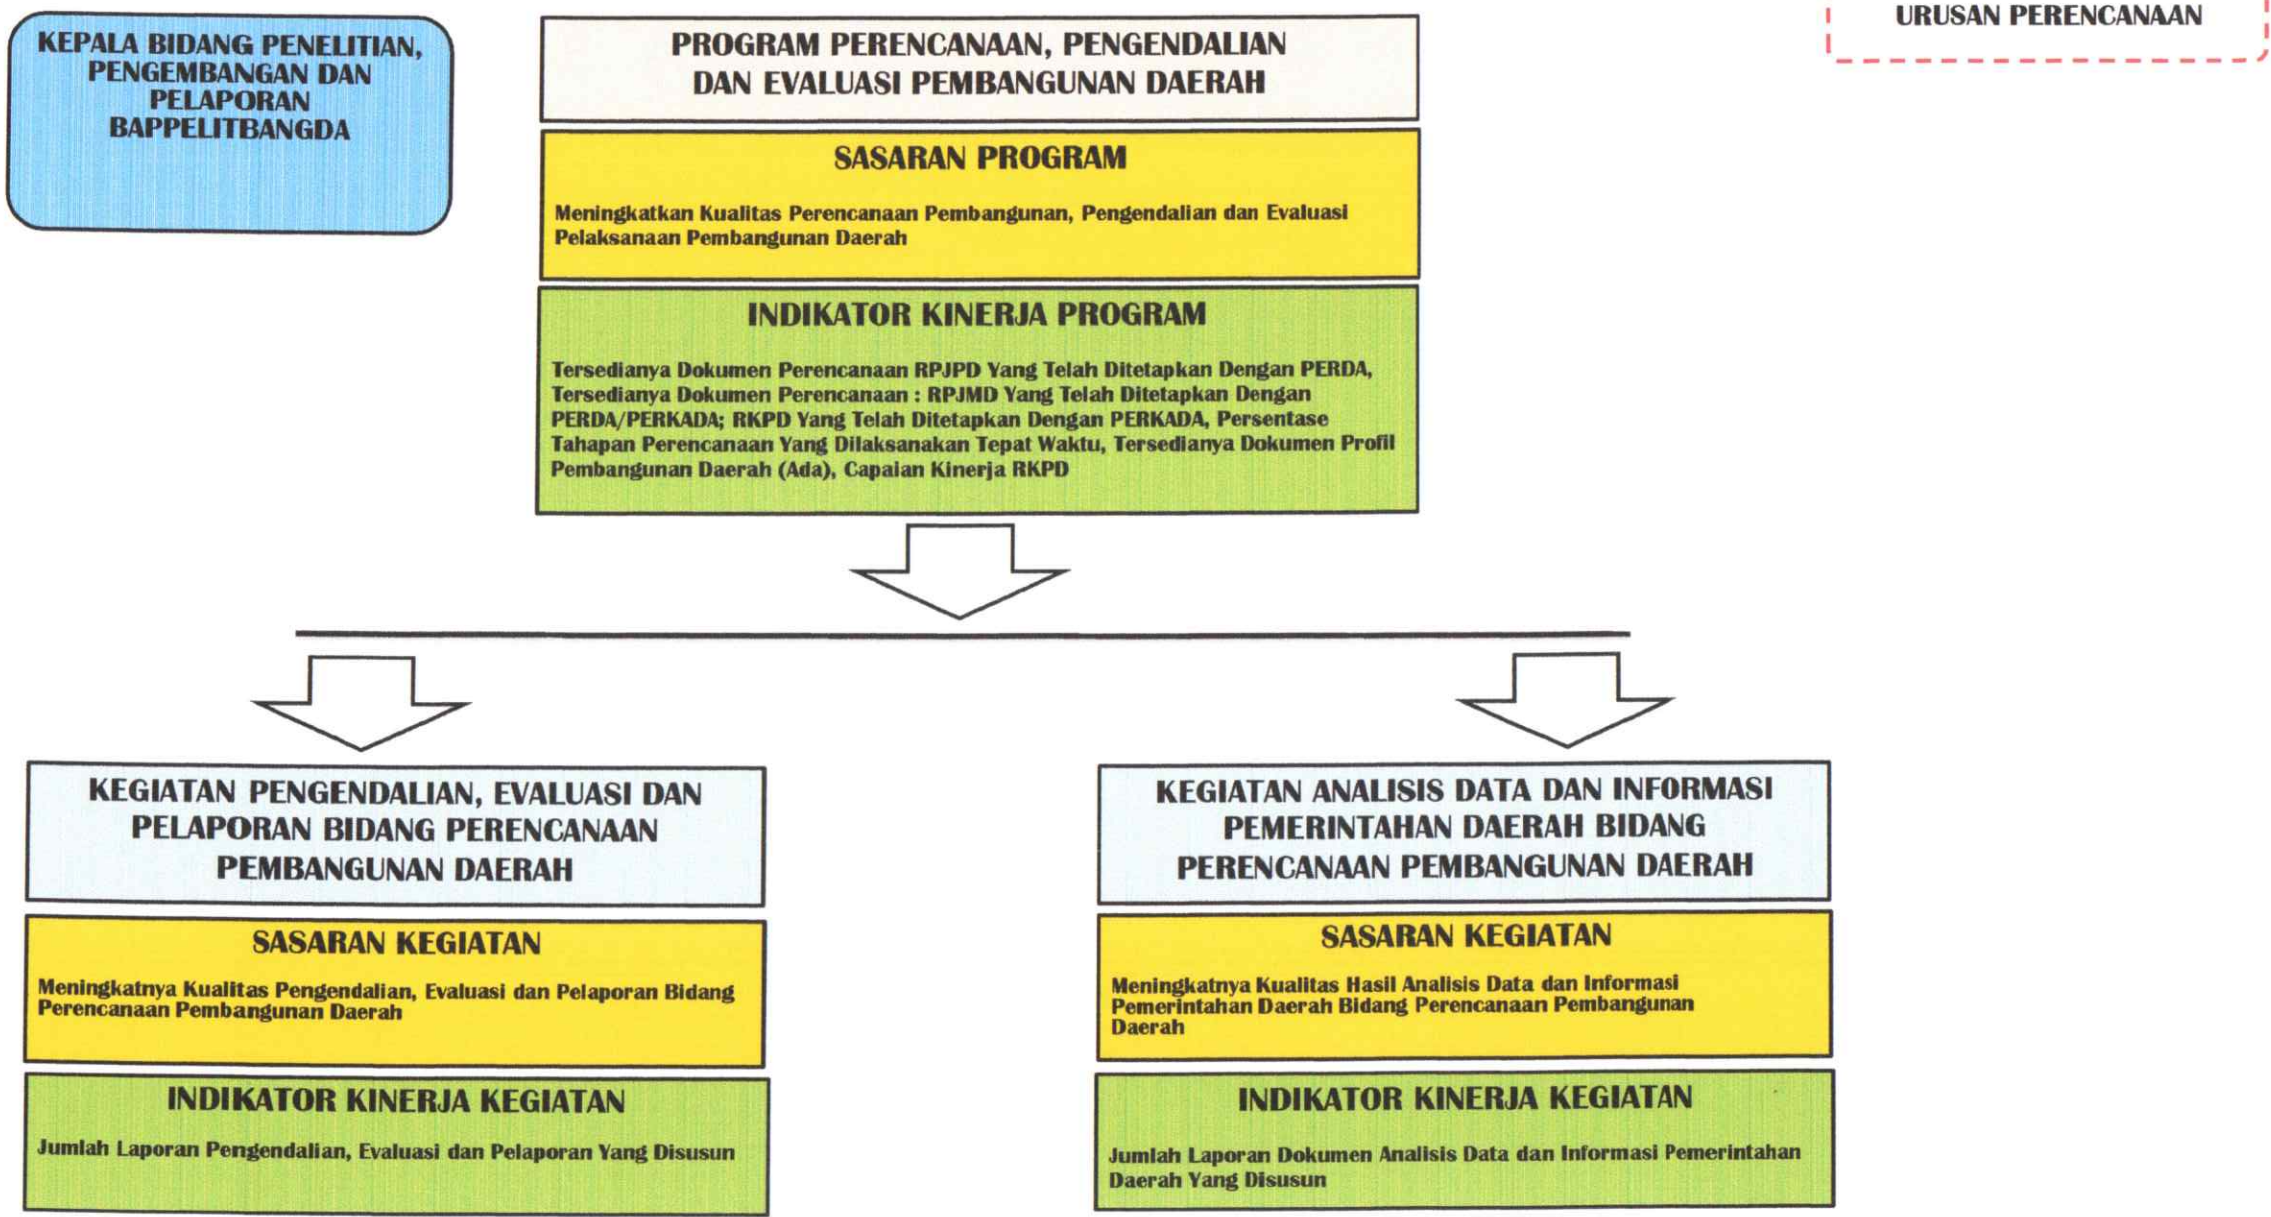 KEPALA BIDANG PENELITIAN,
PENGEMBANGAN DAN
PELAPORAN
BAPPELITBANGDA
PROGRAM PERENCANAAN, PENGENDALIAN
DAN EVALUASI PEMBANGUNAN DAERAH
URUSAN PERENCANAAN
SASARAN PROGRAM
Meningkatkan Kualitas Perencanaan Pembangunan, Pengendalian dan Evaluasi
Pelaksanaan Pembangunan Daerah
INDIKATOR KINERJA PROGRAM
Tersedianya Dokumen Perencanaan RPJPD Yang Telah Ditetapkan Dengan PERDA,
Tersedianya Dokumen Perencanaan : RPJMD Yang Telah Ditetapkan Dengan
PERDA/PERKADA; RKPD Yang Telah Ditetapkan Dengan PERKADA, Persentase
Tahapan Perencanaan Yang Dilaksanakan Tepat Waktu, Tersedianya Dokumen Profil
Pembangunan Daerah (Ada), Capaian Kinerja RKPD
KEGIATAN PENGENDALIAN, EVALUASI DAN
PELAPORAN BIDANG PERENCANAAN
PEMBANGUNAN DAERAH
SASARAN KEGIATAN
Meningkatnya Kualitas Pengendalian, Evaluasi dan Pelaporan Bidang
Perencanaan Pembangunan Daerah
INDIKATOR KINERJA KEGIATAN
Jumlah Laporan Pengendalian, Evaluasi dan Pelaporan Yang Disusun
KEGIATAN ANALISIS DATA DAN INFORMASI
PEMERINTAHAN DAERAH BIDANG
PERENCANAAN PEMBANGUNAN DAERAH
SASARAN KEGIATAN
Meningkatnya Kualitas Hasil Analisis Data dan Informasi
Pemerintahan Daerah Bidang Perencanaan Pembangunan
Daerah
INDIKATOR KINERJA KEGIATAN
Jumlah Laporan Dokumen Analisis Data dan Informasi Pemerintahan
Daerah Yang Disusun